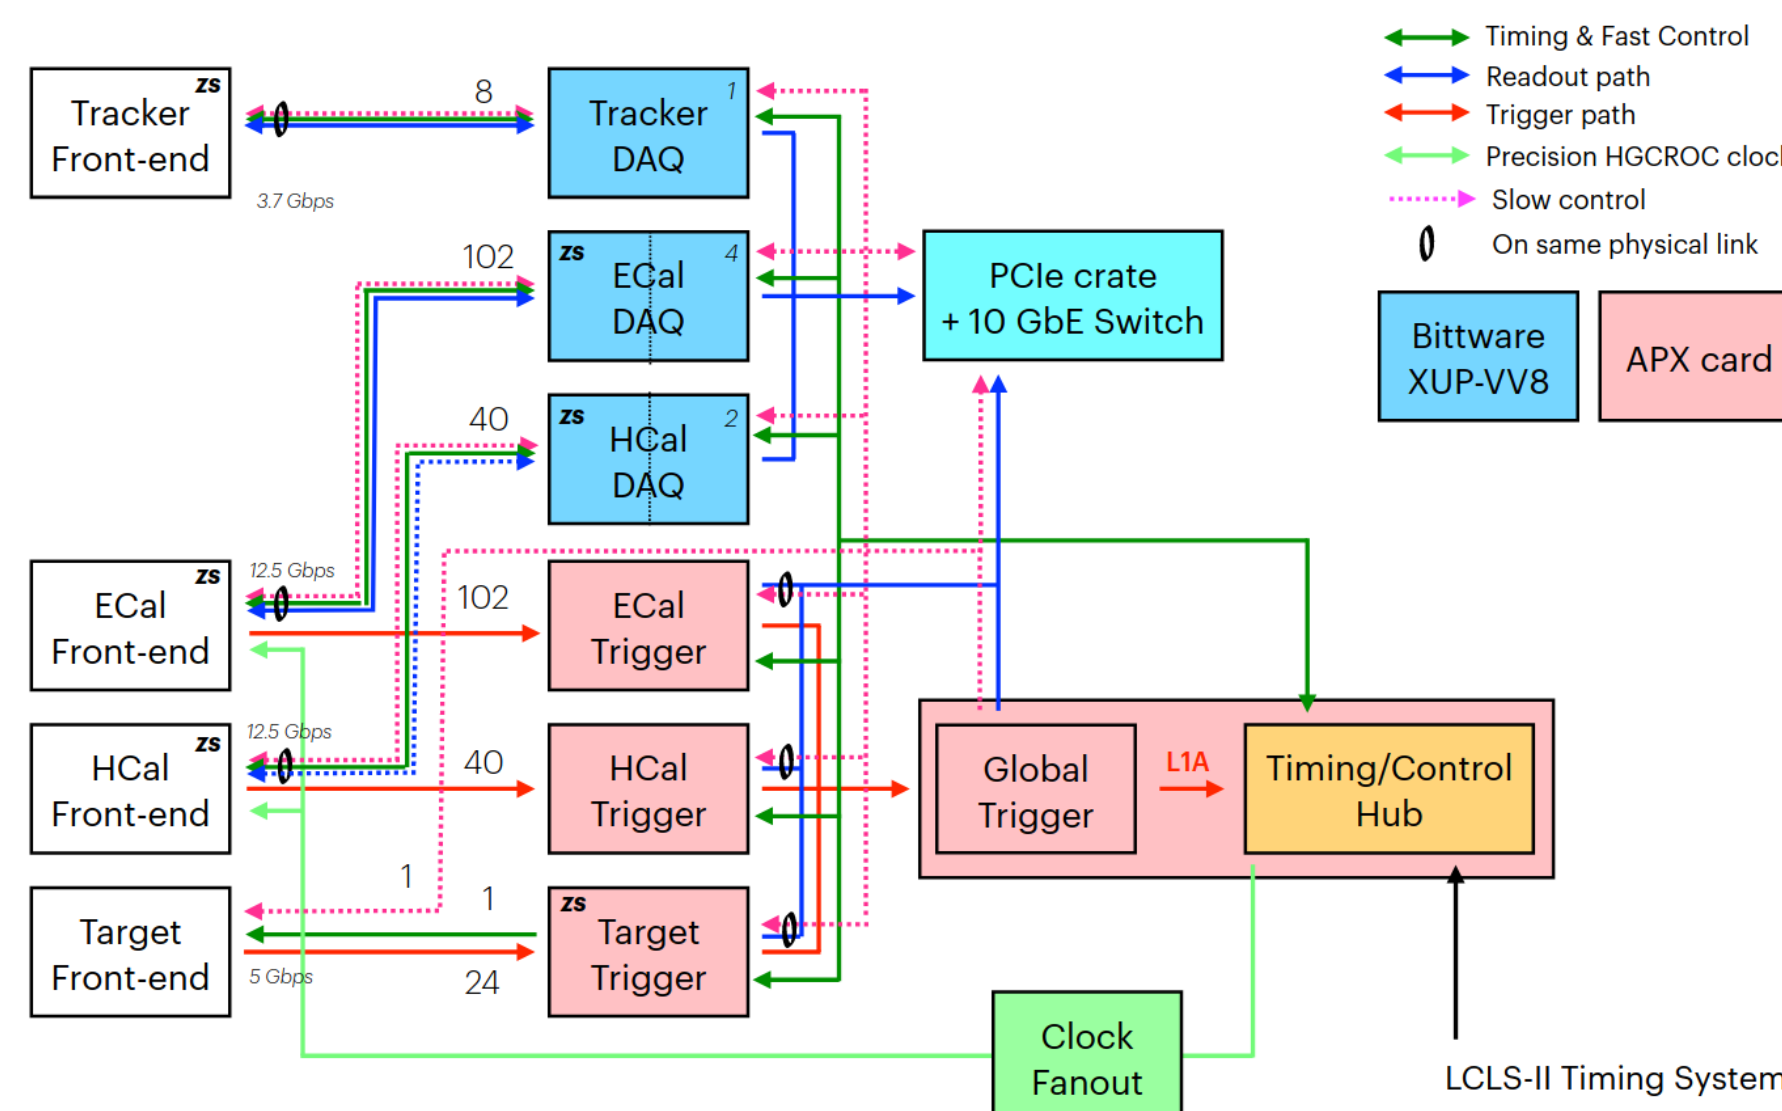 Timing & Fast Control
Readout path
Trigger path
Precision HGCROC clock
Slow control
On same physical link
Bittware
XUP-VV8
APX card
zs
Tracker
Front-end
8
3.7 Gbps
1
Tracker
DAQ
102
zs
4
ECal
DAQ
PCIe crate
+ 10 GbE Switch
40
zs
2
HCal
DAQ
zs
ECal
Front-end
12.5 Gbps
102
ECal
Trigger
zs
HCal
Front-end
12.5 Gbps
40
HCal
Trigger
Global
Trigger
L1A
Timing/Control
Hub
Target
Front-end
1
1
5 Gbps
24
zs
Target
Trigger
Clock
Fanout
LCLS-II Timing System